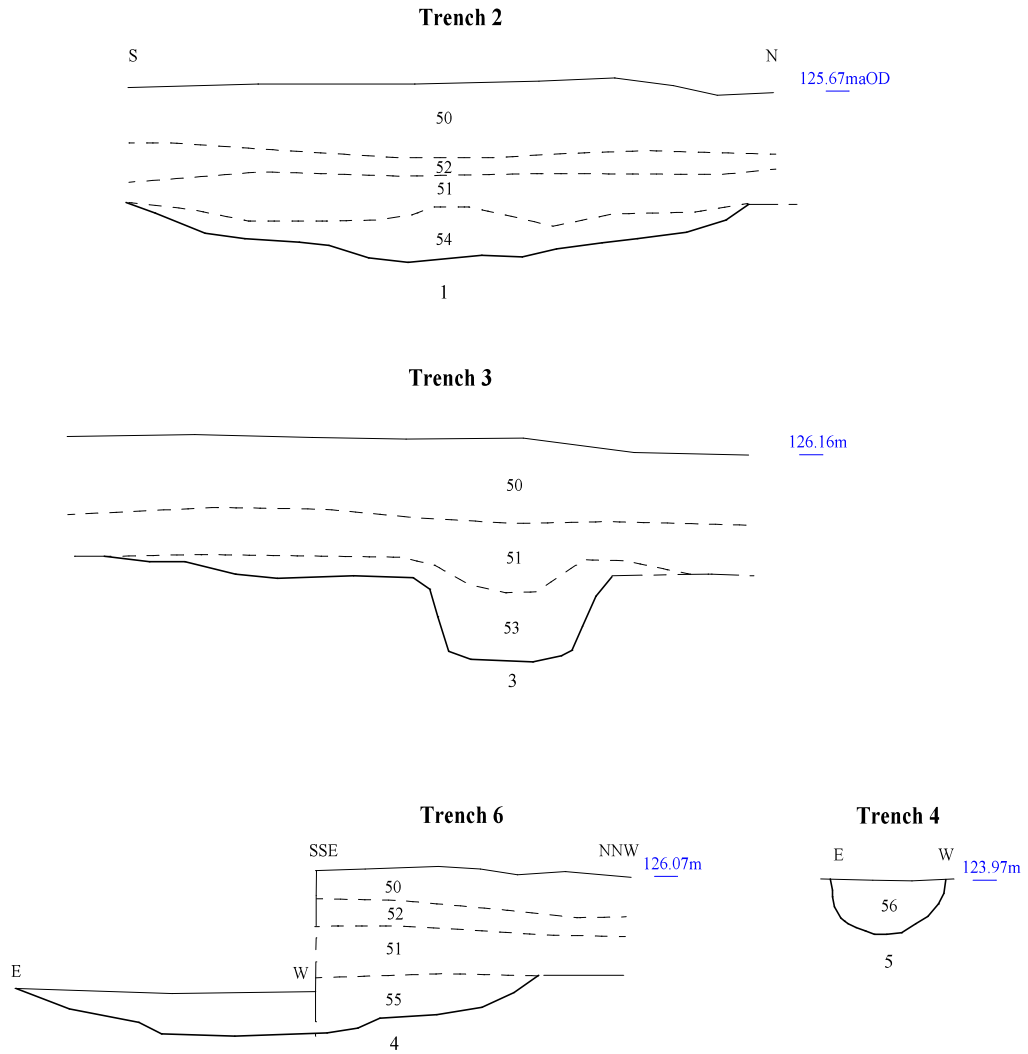 Trench 2
S
N
125.67maOD
50
52
51
54
1
Trench 3
126.16m
50
51
53
3
Trench 6
Trench 4
SSE
NNW
126.07m
E
W
123.97m
50
52
56
51
5
E
W
55
4